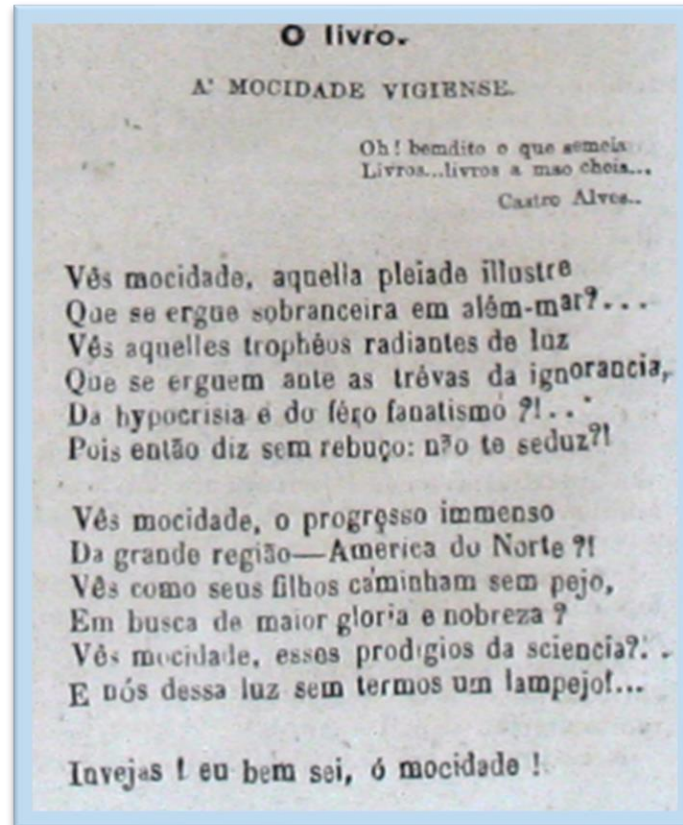 O livro.
A' MOCIDADE VIGIENSE.
Oh! bemdito o que semeia
Livros...livros a mao cheia...
Castro Alves..
Vês mocidade, aquella pleiade illustre
Que se ergue sobranceira em além-mar?...
Vês aquelles trophéos radiantes de luz
Que se erguem ante as trévas da ignorancia,
Da hypocrisia e do féro fanatismo ?!...
Pois então diz sem rebuço: não te seduz?!
Vês mocidade, o progresso immenso
Da grande região—America do Norte ?!
Vês como seus filhos caminham sem pejo,
Em busca de maior gloria e nobreza ?
Vês mocidade, esses prodigios da sciencia?..
E nós dessa luz sem termos um lampejo!...
Invejas ! eu bem sei, ó mocidade !